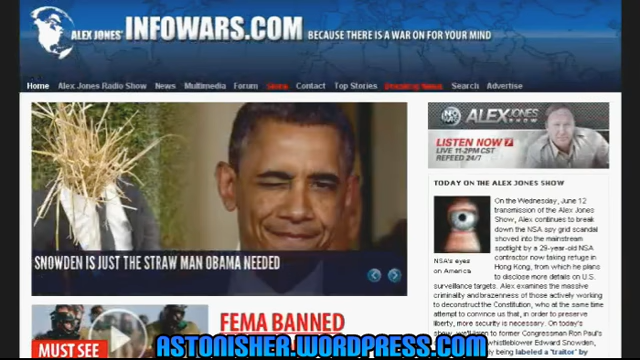 ALEX JONES' INFOWARS.COM BECAUSE THERE IS A WAR ON FOR YOUR MIND
Home Alex Jones Radio Show News Multimedia Forum Store Contact Top Stories Breaking News Search Advertise
ALEX JONES
SHOW
LISTEN NOW
LIVE 11-2PM CST
REFEED 24/7
SNOWDEN IS JUST THE STRAW MAN OBAMA NEEDED
TODAY ON THE ALEX JONES SHOW
On the Wednesday, June 12
transmission of the Alex Jones
Show, Alex continues to break
down the NSA spy grid scandal
shoved into the mainstream
spotlight by a 29-year-old NSA
contractor now taking refuge in
Hong Kong, from which he plans
to disclose more details on U.S.
surveillance targets. Alex examines the massive
criminality and brazenness of those actively working
to deconstruct the Constitution, who at the same time
attempt to convince us that, in order to preserve
liberty, more security is necessary. On today's
former Congressman Ron Paul's
whistleblower Edward Snowden,
being labeled a "traitor" by
NSA's eyes
on America
FEMA BANNED
MUST SEE
ASTONISHER.WORDPRESS.COM